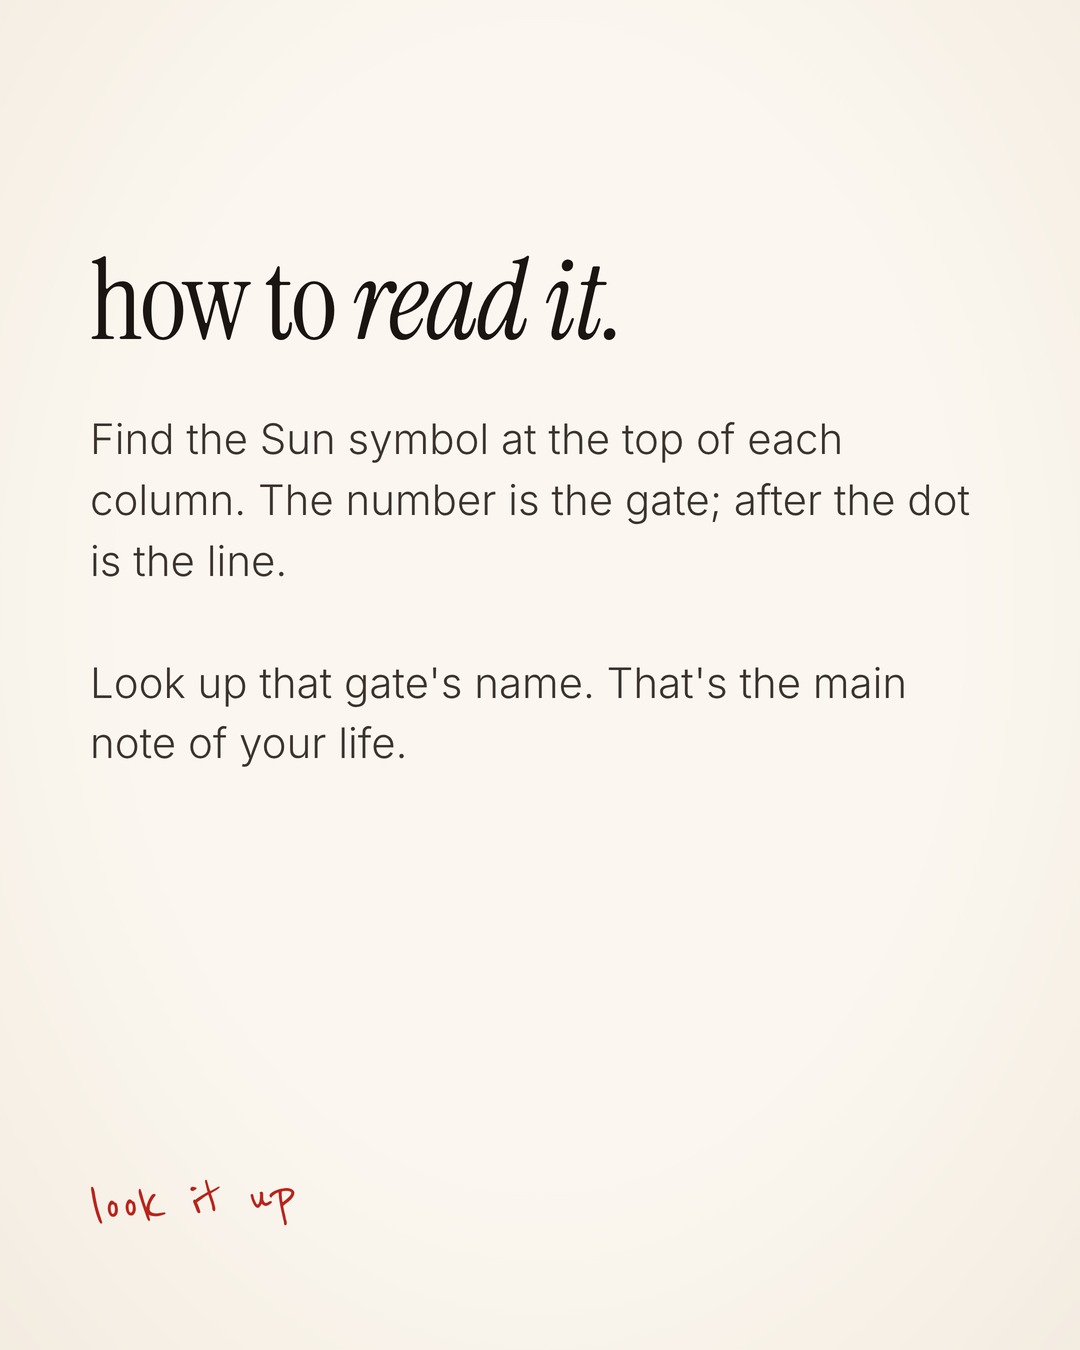 how to read it.
Find the Sun symbol at the top of each
column. The number is the gate; after the dot
is the line.
Look up that gate's name. That's the main
note of your life.
look it up